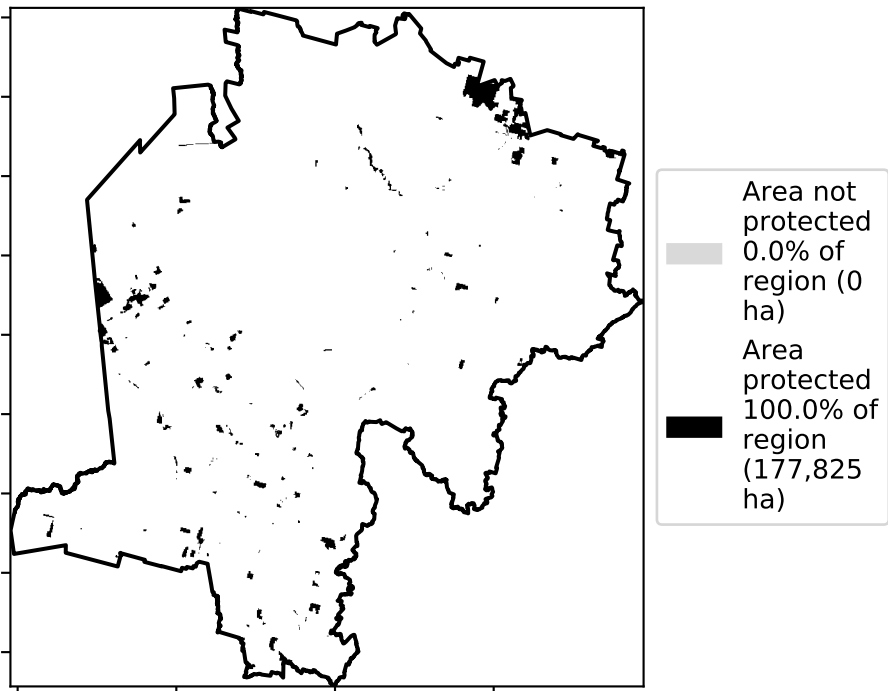 Area not
protected
0.0% of
region (0
ha)
Area
protected
100.0% of
region
(177,825
ha)